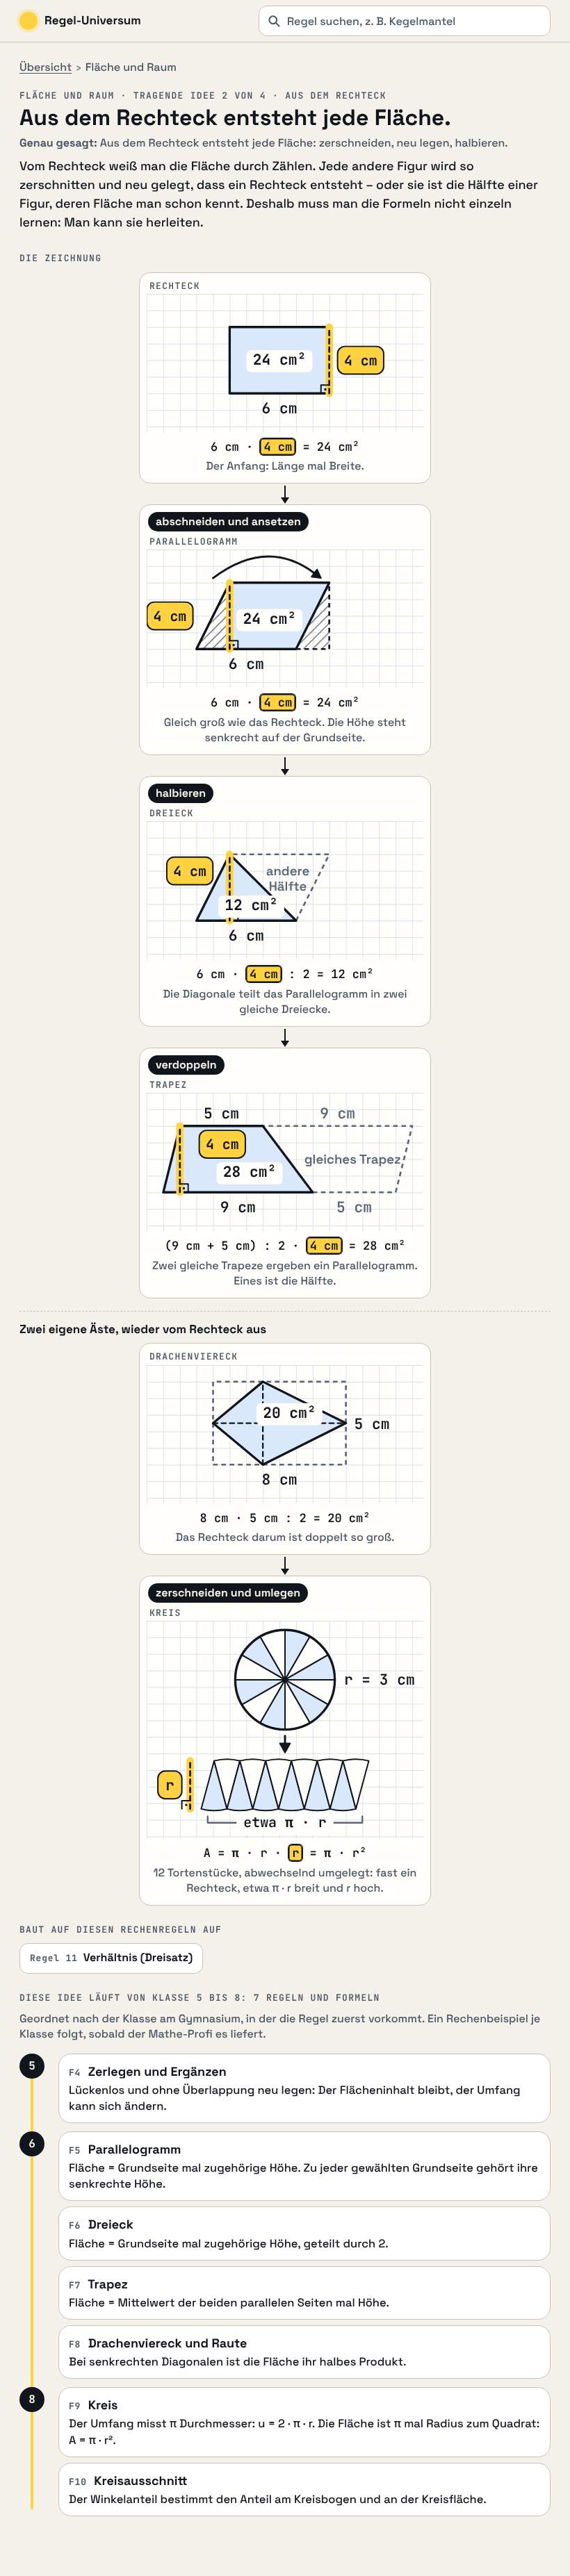 Regel-Universum
Regel suchen, z. B. Kegelmantel
Übersicht > Fläche und Raum
FLÄCHE UND RAUM · TRAGENDE IDEE 2 VON 4 · AUS DEM RECHTECK
Aus dem Rechteck entsteht jede Fläche.
Genau gesagt: Aus dem Rechteck entsteht jede Fläche: zerschneiden, neu legen, halbieren.
Vom Rechteck weiß man die Fläche durch Zählen. Jede andere Figur wird so
zerschnitten und neu gelegt, dass ein Rechteck entsteht – oder sie ist die Hälfte einer
Figur, deren Fläche man schon kennt. Deshalb muss man die Formeln nicht einzeln
lernen: Man kann sie herleiten.
DIE ZEICHNUNG
RECHTECK
24 cm²
4 cm
6 cm
6 cm · 4 cm = 24 cm²
Der Anfang: Länge mal Breite.
abschneiden und ansetzen
PARALLELOGRAMM
4 cm
24 cm²
6 cm
6 cm · 4 cm = 24 cm²
Gleich groß wie das Rechteck. Die Höhe steht
senkrecht auf der Grundseite.
halbieren
DREIECK
4 cm
andere
Hälfte
12 cm²
6 cm
6 cm · 4 cm : 2 = 12 cm²
Die Diagonale teilt das Parallelogramm in zwei
gleiche Dreiecke.
verdoppeln
TRAPEZ
5 cm
9 cm
4 cm
gleiches Trapez
28 cm²
9 cm
5 cm
(9 cm + 5 cm) : 2 · 4 cm = 28 cm²
Zwei gleiche Trapeze ergeben ein Parallelogramm.
Eines ist die Hälfte.
Zwei eigene Äste, wieder vom Rechteck aus
DRACHENVIERECK
20 cm²
5 cm
8 cm
8 cm · 5 cm : 2 = 20 cm²
Das Rechteck darum ist doppelt so groß.
zerschneiden und umlegen
KREIS
r = 3 cm
r
etwa π · r
A = π · r · r = π · r²
12 Tortenstücke, abwechselnd umgelegt: fast ein
Rechteck, etwa π · r breit und r hoch.
BAUT AUF DIESEN RECHENREGELN AUF
Regel 11 Verhältnis (Dreisatz)
DIESE IDEE LÄUFT VON KLASSE 5 BIS 8: 7 REGELN UND FORMELN
Geordnet nach der Klasse am Gymnasium, in der die Regel zuerst vorkommt. Ein Rechenbeispiel je
Klasse folgt, sobald der Mathe-Profi es liefert.
5
F4 Zerlegen und Ergänzen
Lückenlos und ohne Überlappung neu legen: Der Flächeninhalt bleibt, der Umfang
kann sich ändern.
6
F5 Parallelogramm
Fläche = Grundseite mal zugehörige Höhe. Zu jeder gewählten Grundseite gehört ihre
senkrechte Höhe.
F6 Dreieck
Fläche = Grundseite mal zugehörige Höhe, geteilt durch 2.
F7 Trapez
Fläche = Mittelwert der beiden parallelen Seiten mal Höhe.
F8 Drachenviereck und Raute
Bei senkrechten Diagonalen ist die Fläche ihr halbes Produkt.
8
F9 Kreis
Der Umfang misst π Durchmesser: u = 2 · π · r. Die Fläche ist π mal Radius zum Quadrat:
A = π · r².
F10 Kreisausschnitt
Der Winkelanteil bestimmt den Anteil am Kreisbogen und an der Kreisfläche.